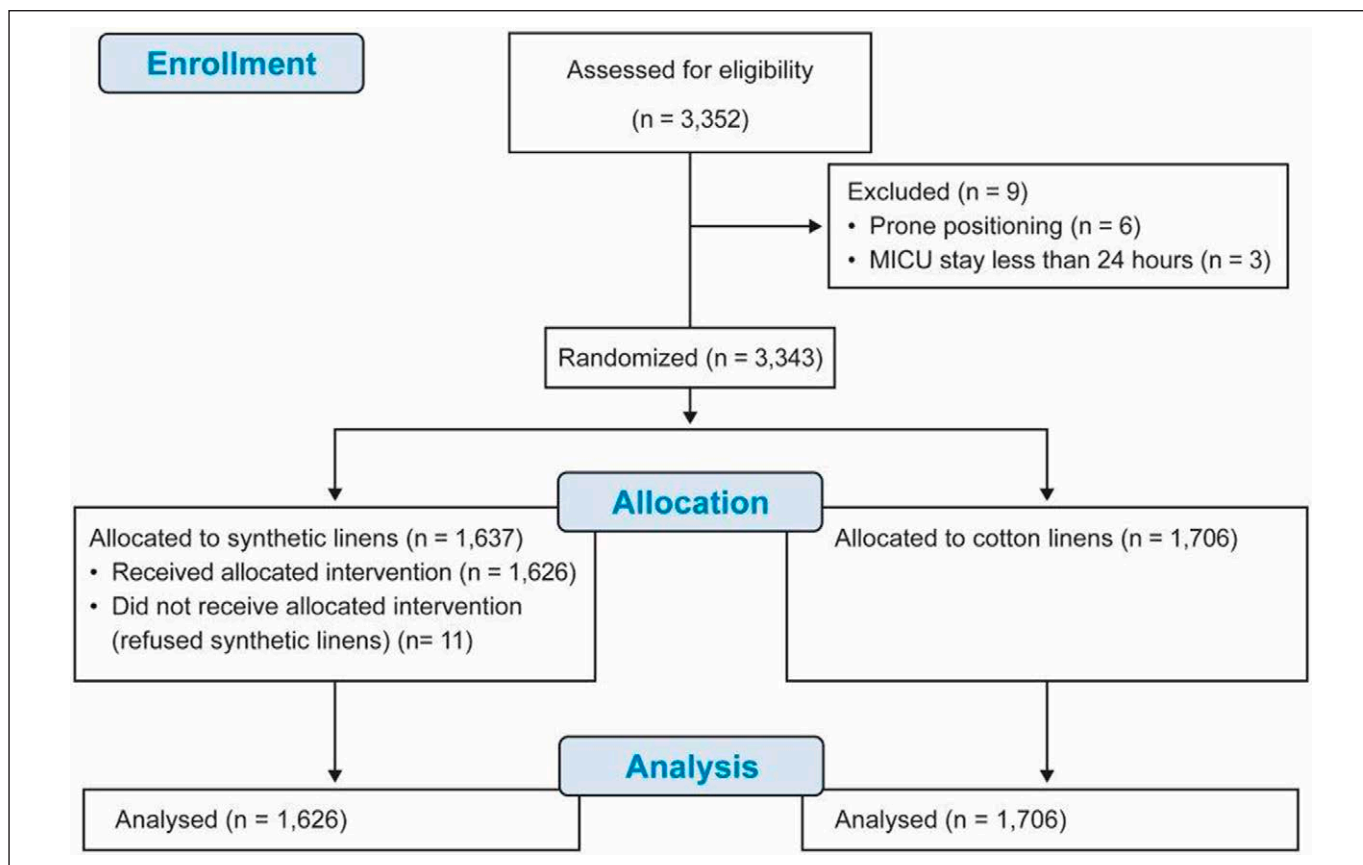 Enrollment
Assessed for eligibility
(n = 3,352)
Excluded (n = 9)
• Prone positioning (n = 6)
• MICU stay less than 24 hours (n = 3)
Randomized (n = 3,343)
Allocation
Allocated to synthetic linens (n = 1,637)
• Received allocated intervention (n = 1,626)
• Did not receive allocated intervention
(refused synthetic linens) (n= 11)
Allocated to cotton linens (n = 1,706)
Analysis
Analysed (n = 1,626)
Analysed (n = 1,706)